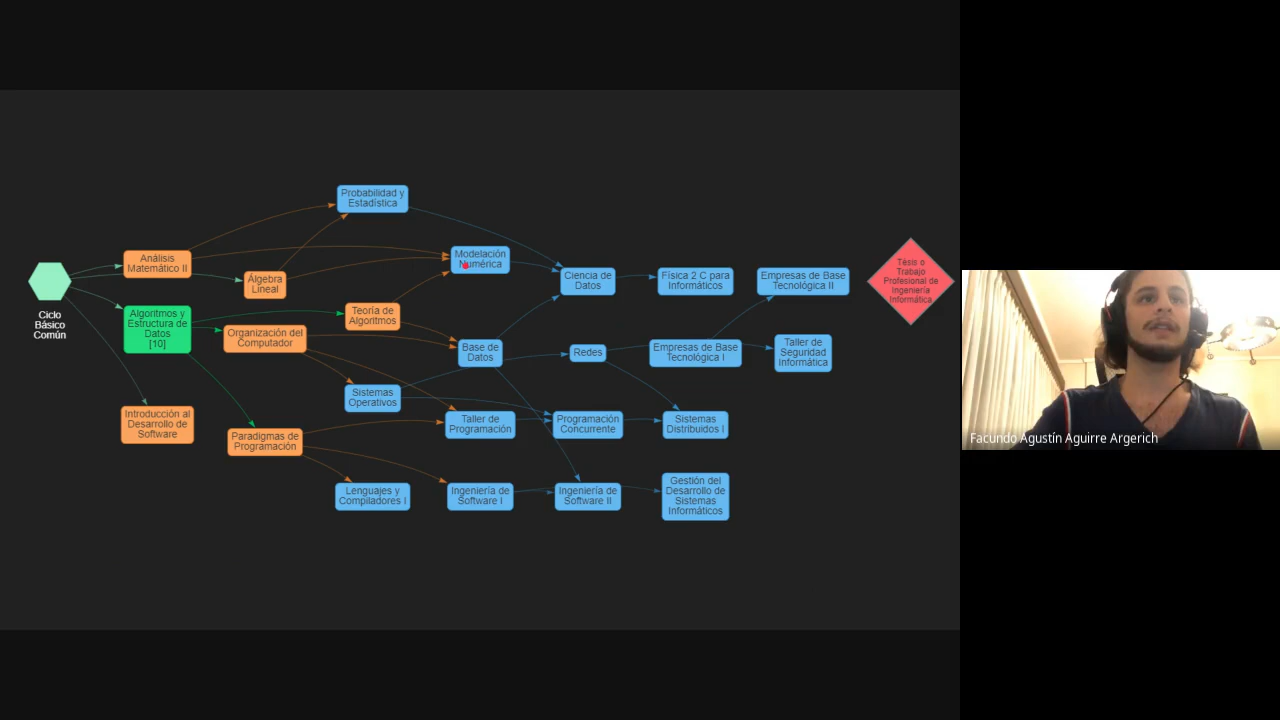 Probabilidad y
Estadística
Análisis
Matemático II
Modelación
Numérica
Álgebra
Lineal
Ciencia de
Datos
Física 2 C para
Informáticos
Empresas de Base
Tecnológica II
Tésis o
Trabajo
Profesional de
Ingeniería
Informática
Ciclo
Básico
Común
Algoritmos y
Estructura de
Datos
[10]
Teoría de
Algoritmos
Organización del
Computador
Base de
Datos
Redes
Empresas de Base
Tecnológica I
Taller de
Seguridad
Informática
Sistemas
Operativos
Introducción al
Desarrollo de
Software
Paradigmas de
Programación
Taller de
Programación
Programación
Concurrente
Sistemas
Distribuidos I
Lenguajes y
Compiladores I
Ingeniería de
Software I
Ingeniería de
Software II
Gestión del
Desarrollo de
Sistemas
Informáticos
Facundo Agustín Aguirre Argerich